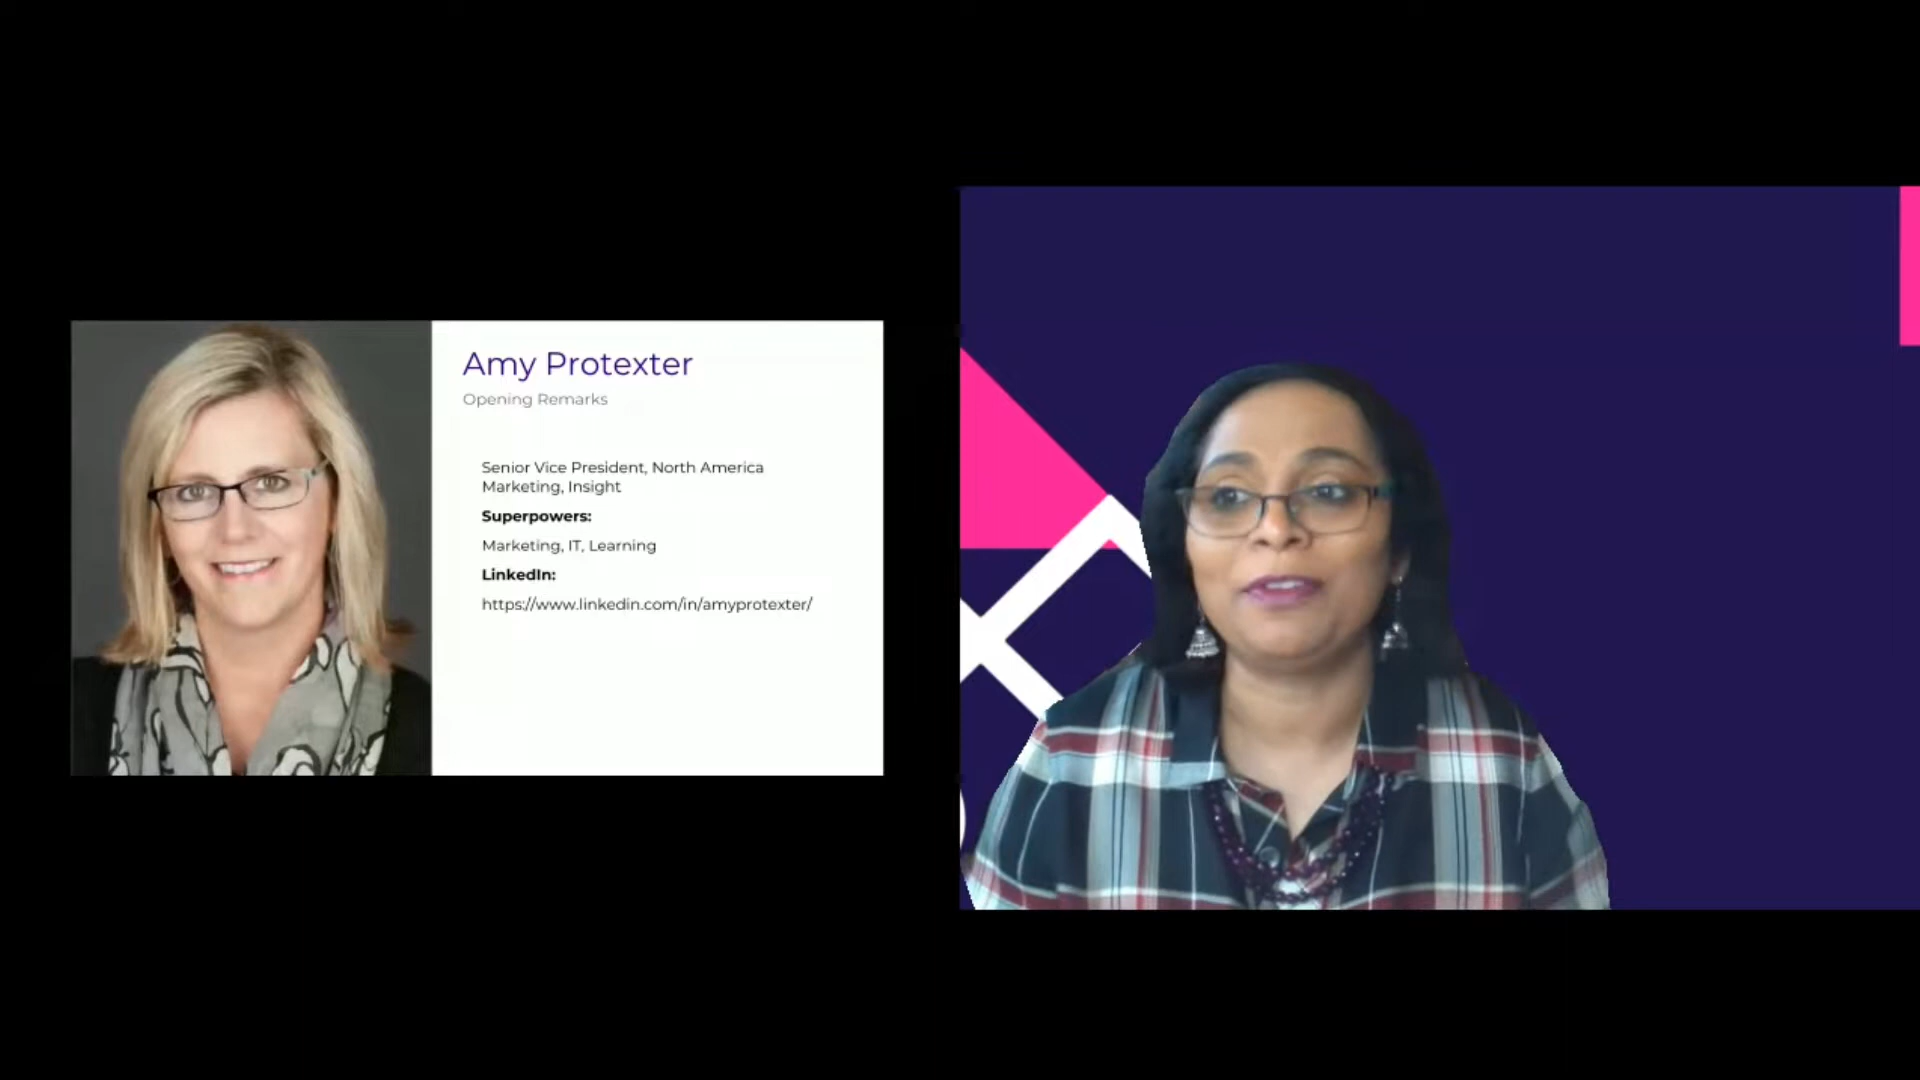 Amy Protexter
Opening Remarks
Senior Vice President, North America
Marketing, Insight
Superpowers:
Marketing, IT, Learning
LinkedIn:
https://www.linkedin.com/in/amyprotexter/